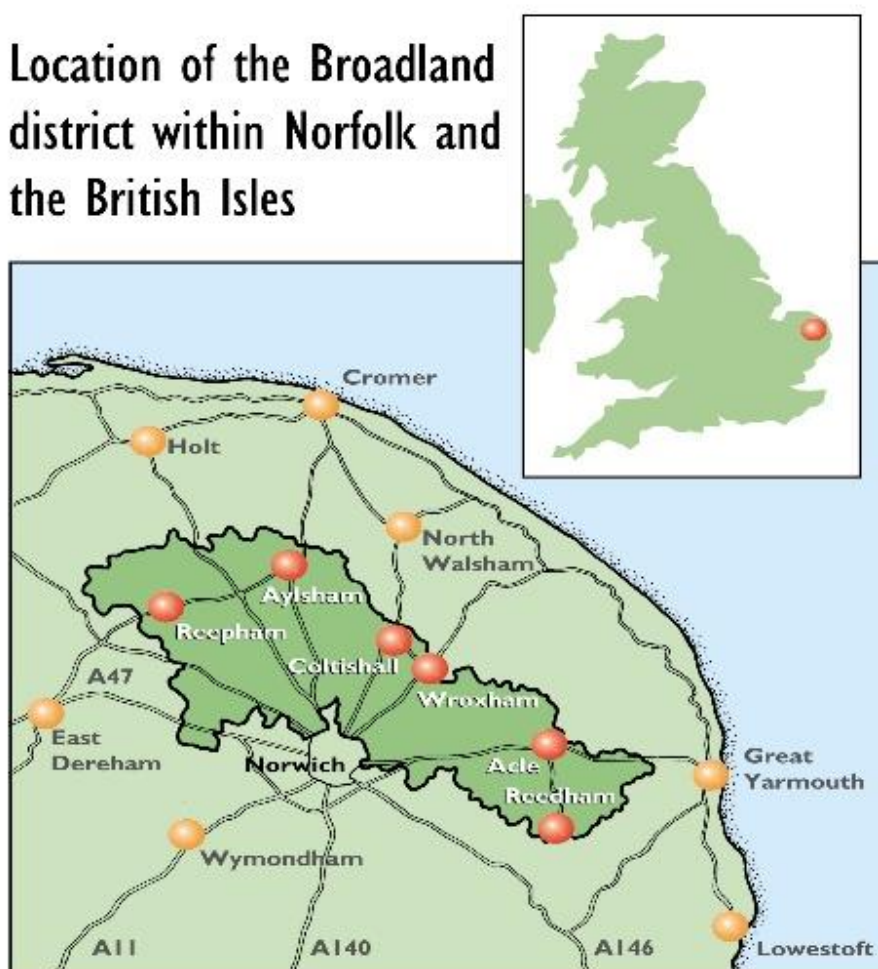 Location of the Broadland
district within Norfolk and
the British Isles
Cromer
Holt
North
Walsham
Aylsham
Reepham
Coltishall
Wroxham
A47
East
Dereham
Norwich
Acle
Reedham
Great
Yarmouth
Wymondham
A11
A140
A146
Lowestoft